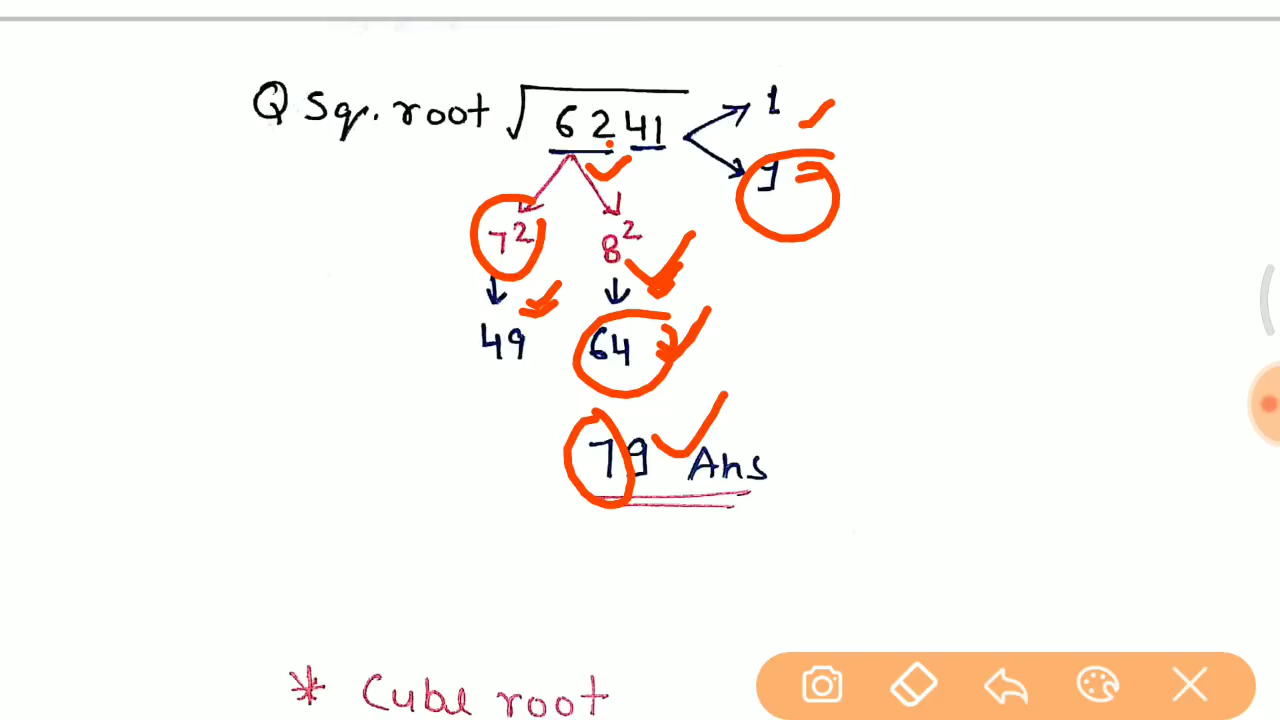 Q Sq. root √6241 1
9
7² 8²
49 64
79 Ans
* Cube root